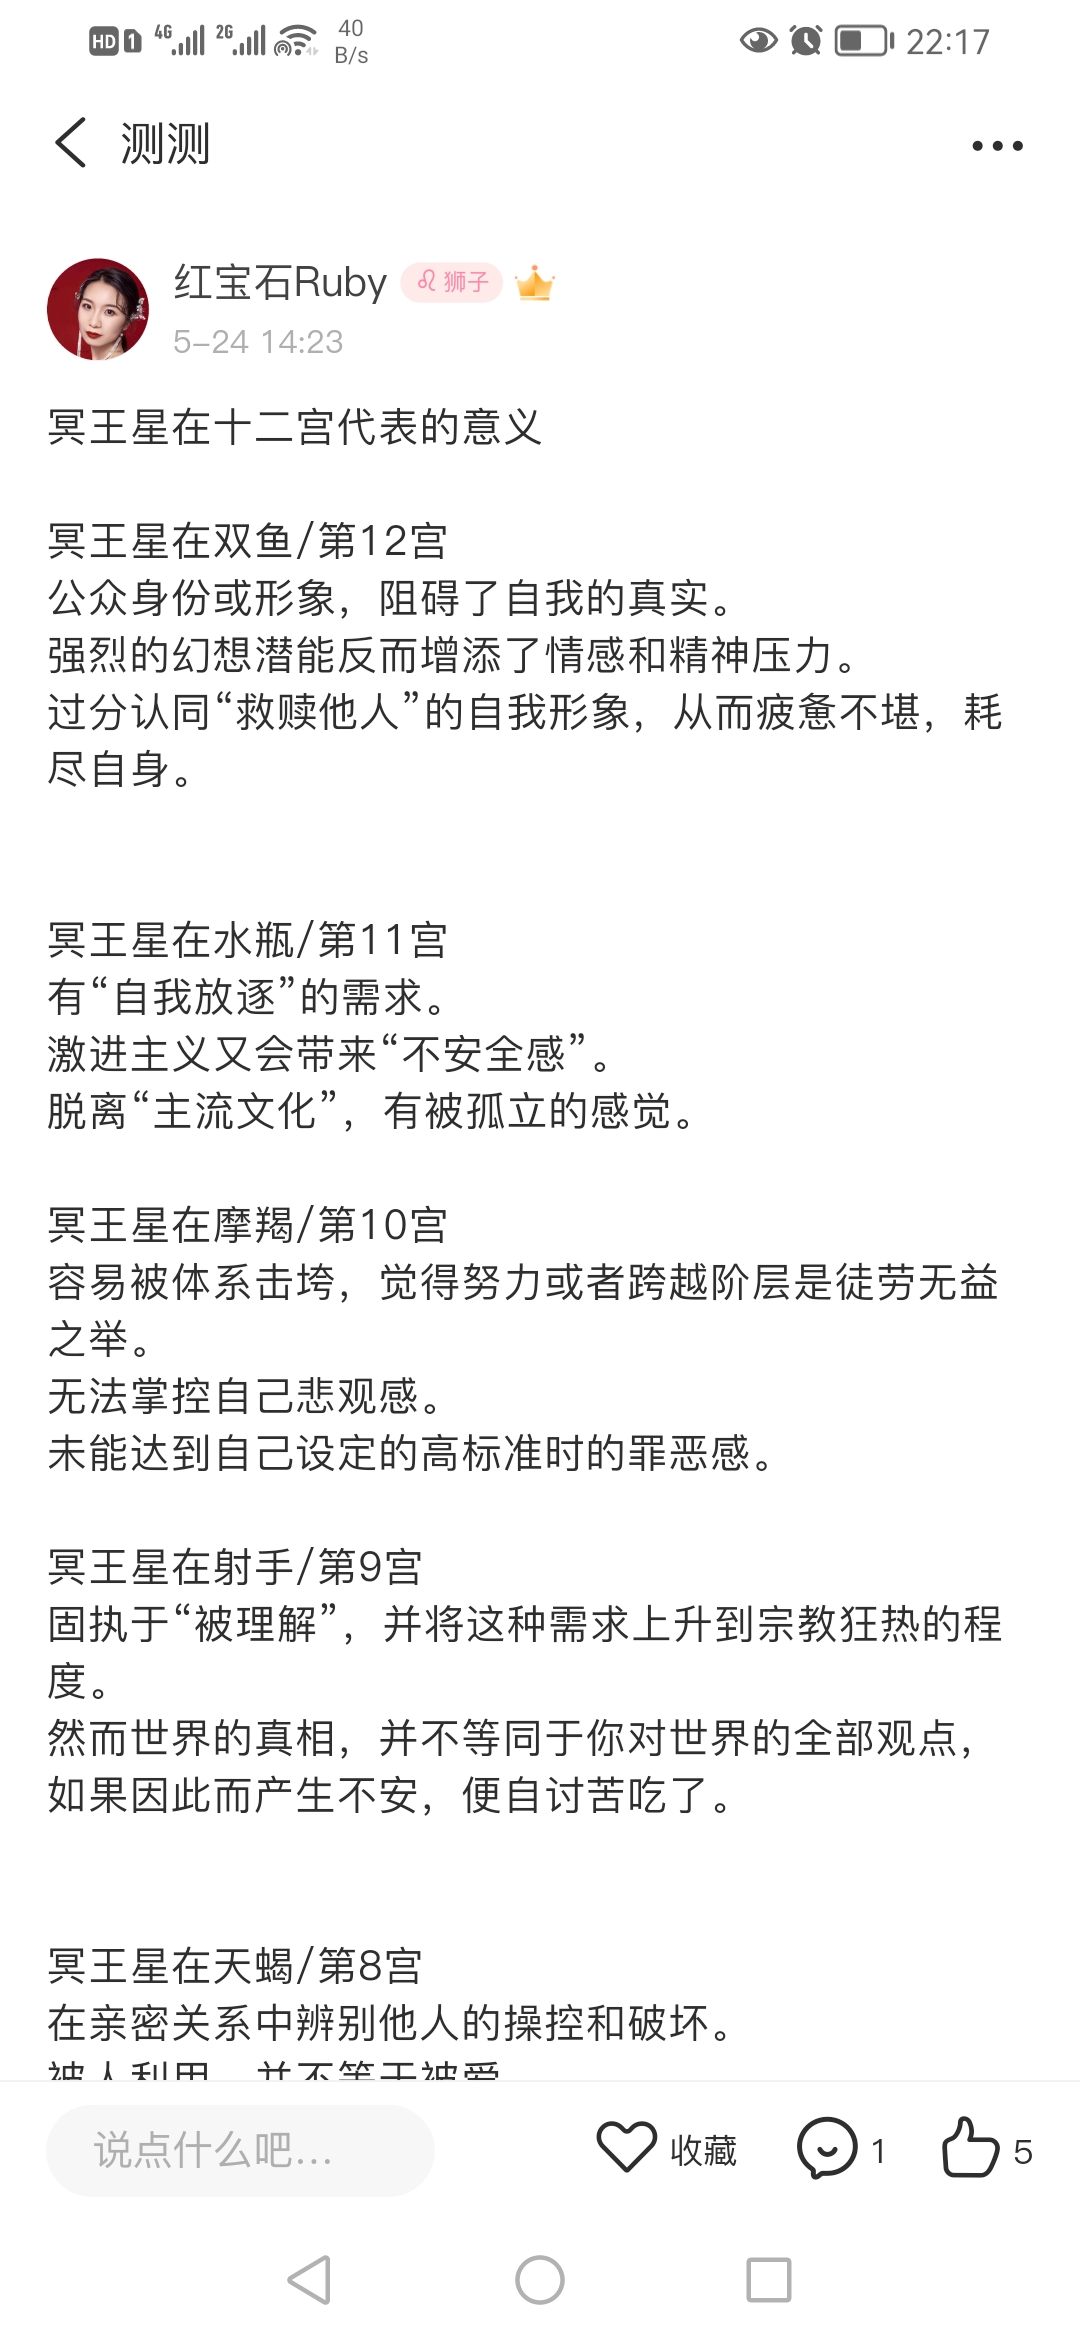 HD 1 4G 2G 40 B/s 22:17
测测
红宝石Ruby 狮子
5-24 14:23
冥王星在十二宫代表的意义
冥王星在双鱼/第12宫
公众身份或形象，阻碍了自我的真实。
强烈的幻想潜能反而增添了情感和精神压力。
过分认同“救赎他人”的自我形象，从而疲惫不堪，耗
尽自身。
冥王星在水瓶/第11宫
有“自我放逐”的需求。
激进主义又会带来“不安全感”。
脱离“主流文化”，有被孤立的感觉。
冥王星在摩羯/第10宫
容易被体系击垮，觉得努力或者跨越阶层是徒劳无益
之举。
无法掌控自己悲观感。
未能达到自己设定的高标准时的罪恶感。
冥王星在射手/第9宫
固执于“被理解”，并将这种需求上升到宗教狂热的程
度。
然而世界的真相，并不等同于你对世界的全部观点，
如果因此而产生不安，便自讨苦吃了。
冥王星在天蝎/第8宫
在亲密关系中辨别他人的操控和破坏。
被人利用，并不等于被爱
说点什么吧... 收藏 1 5